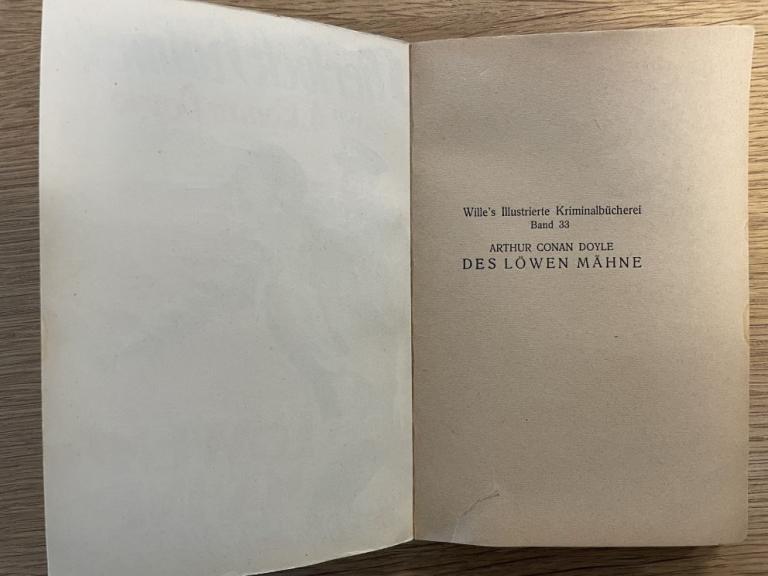 Wille's Illustrierte Kriminalbücherei
Band 33
ARTHUR CONAN DOYLE
DES LÖWEN MÄHNE